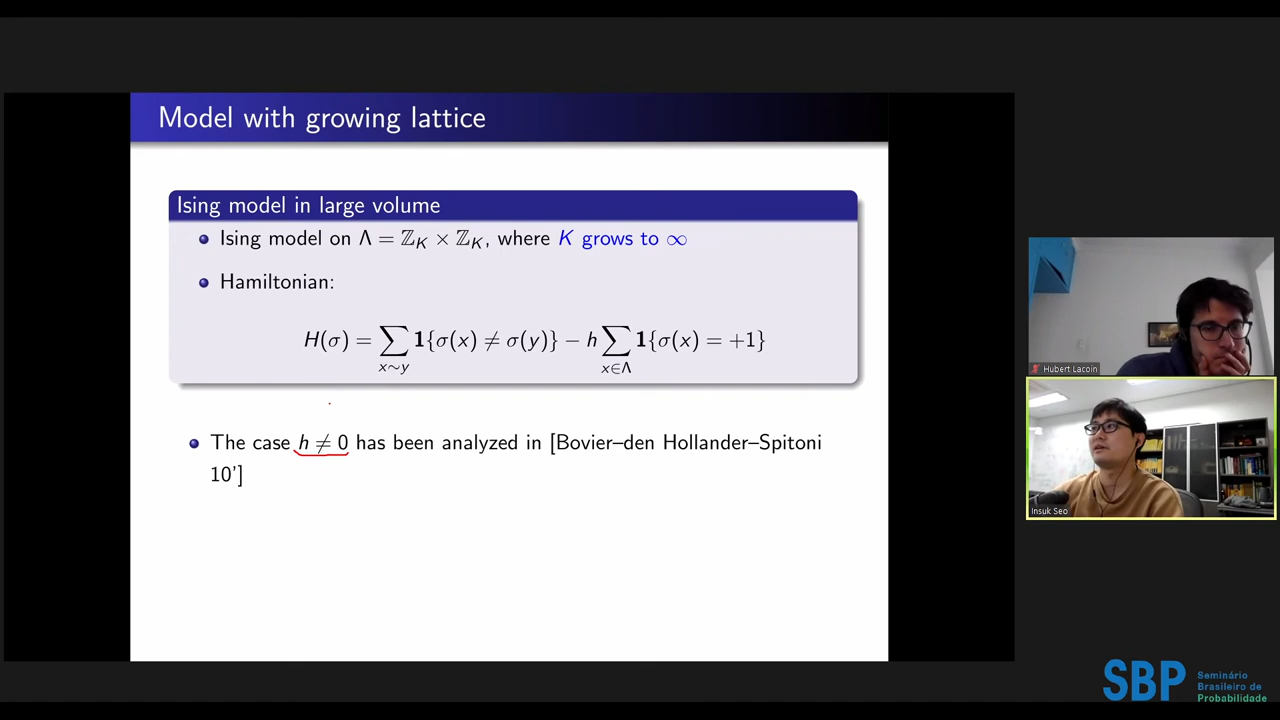 Model with growing lattice
Ising model in large volume
Ising model on Λ = ℤ_K × ℤ_K, where K grows to ∞
Hamiltonian:
H(σ) = ∑_{x∼y} 1{σ(x) ≠ σ(y)} − h ∑_{x∈Λ} 1{σ(x) = +1}
The case h ≠ 0 has been analyzed in [Bovier–den Hollander–Spitoni
10']
Hubert Lacoin
Insuk Seo
SBP
Seminário
Brasileiro de
Probabilidade